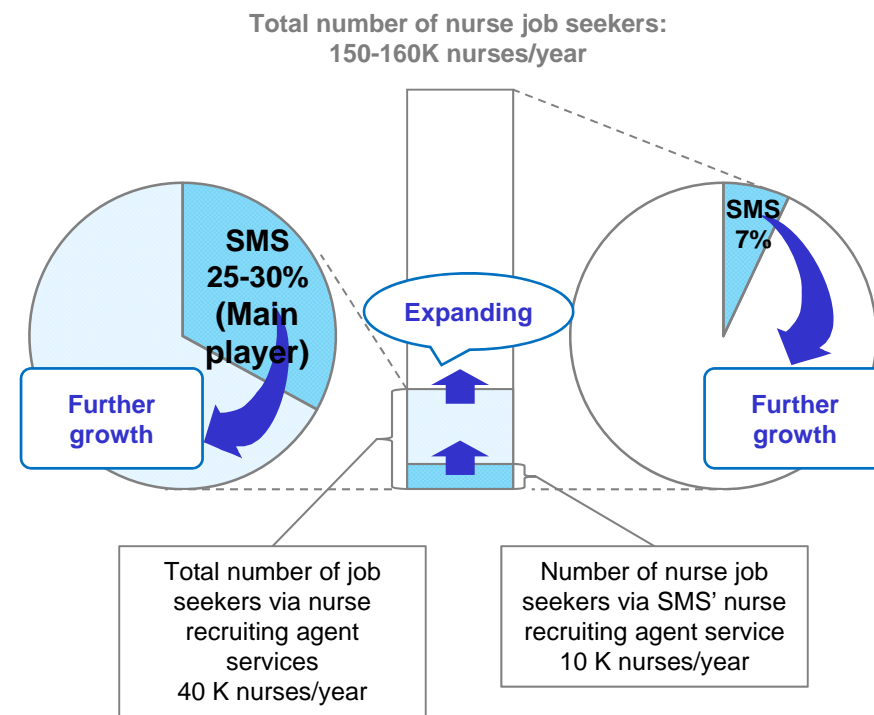 Total number of nurse job seekers:
150-160K nurses/year
SMS
25-30%
(Main
player)
Further
growth
Expanding
SMS
7%
Further
growth
Total number of job
seekers via nurse
recruiting agent
services
40 K nurses/year
Number of nurse job
seekers via SMS’ nurse
recruiting agent service
10 K nurses/year